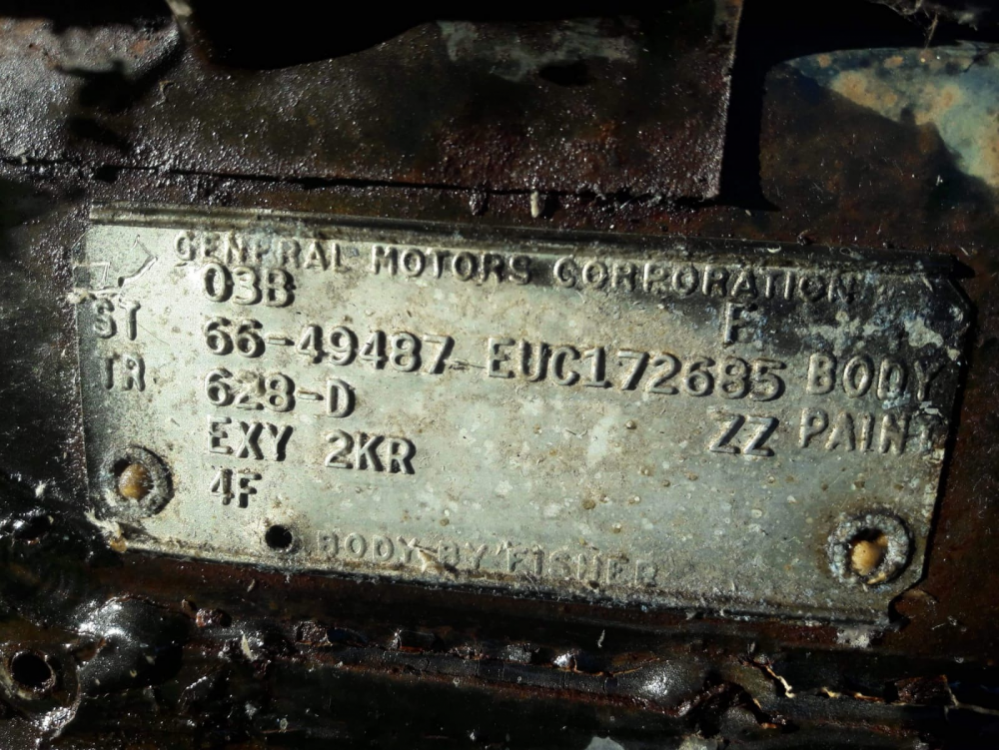 GENERAL MOTORS CORPORATION
03B F
ST 66-49487 EUC172685 BODY
TR 628-D ZZ PAINT
EXY 2KR
4F
BODY BY FISHER